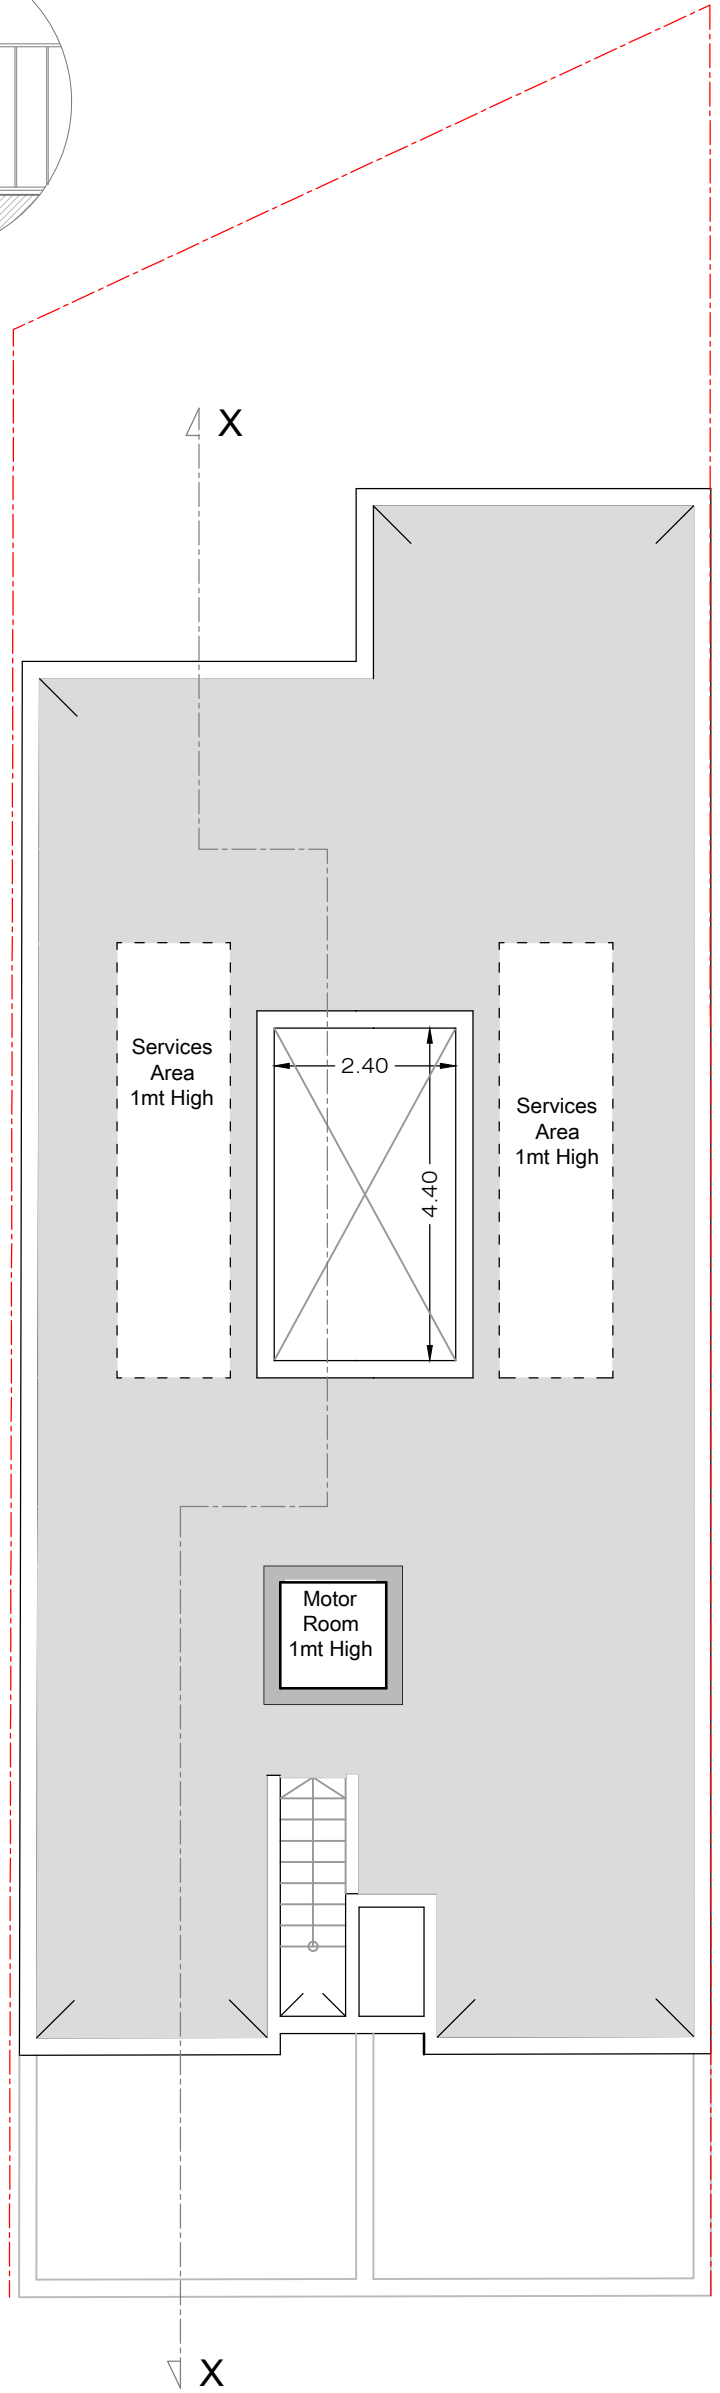 X
Services
Area
1mt High
2.40
4.40
Services
Area
1mt High
Motor
Room
1mt High
X